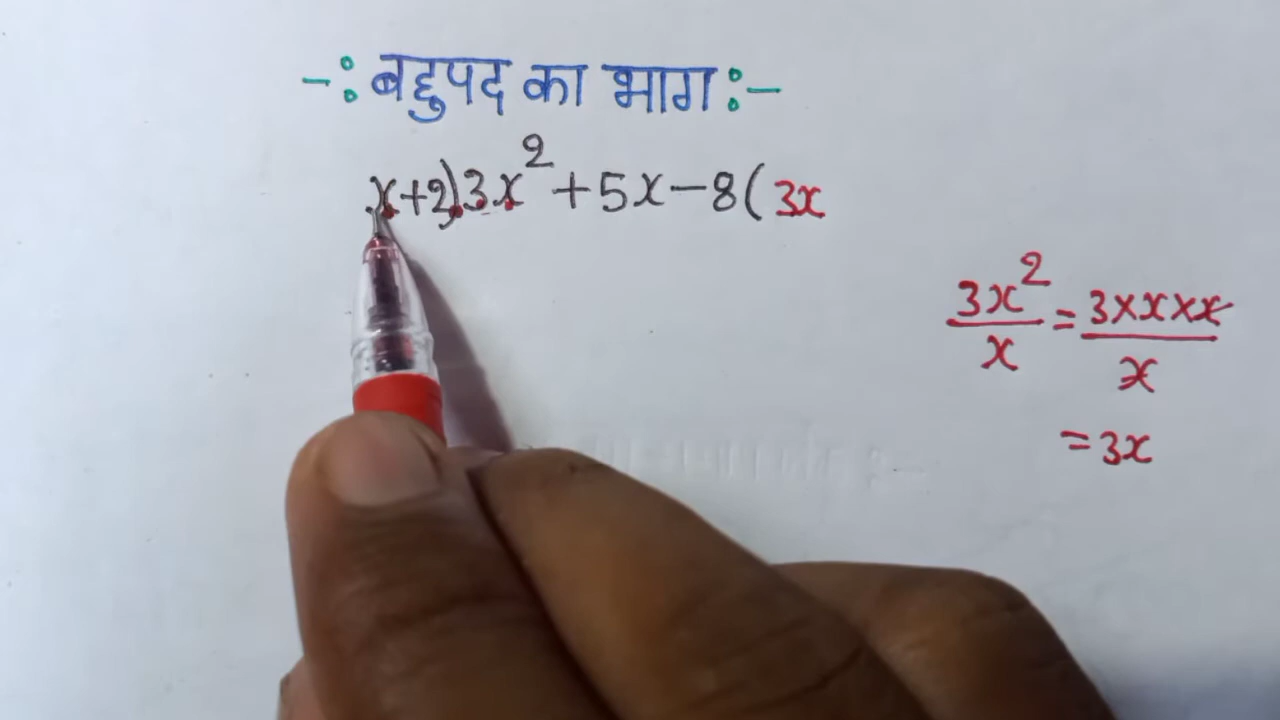 -: बहुपद का भाग :-
x+2)3x²+5x-8(3x
3x²/x = 3×x×x/x
=3x